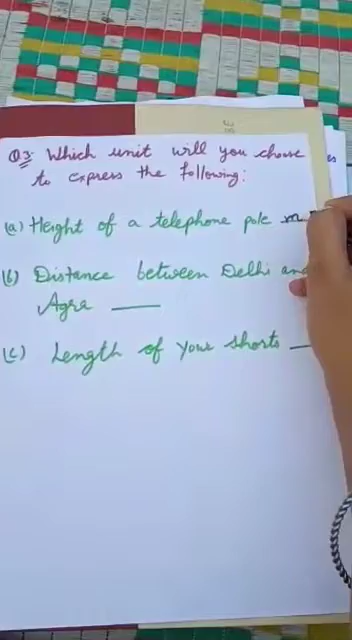 Q3. Which unit will you choose
to express the following:
(a) Height of a telephone pole m
(b) Distance between Delhi and
Agra ____
(c) Length of your shorts __